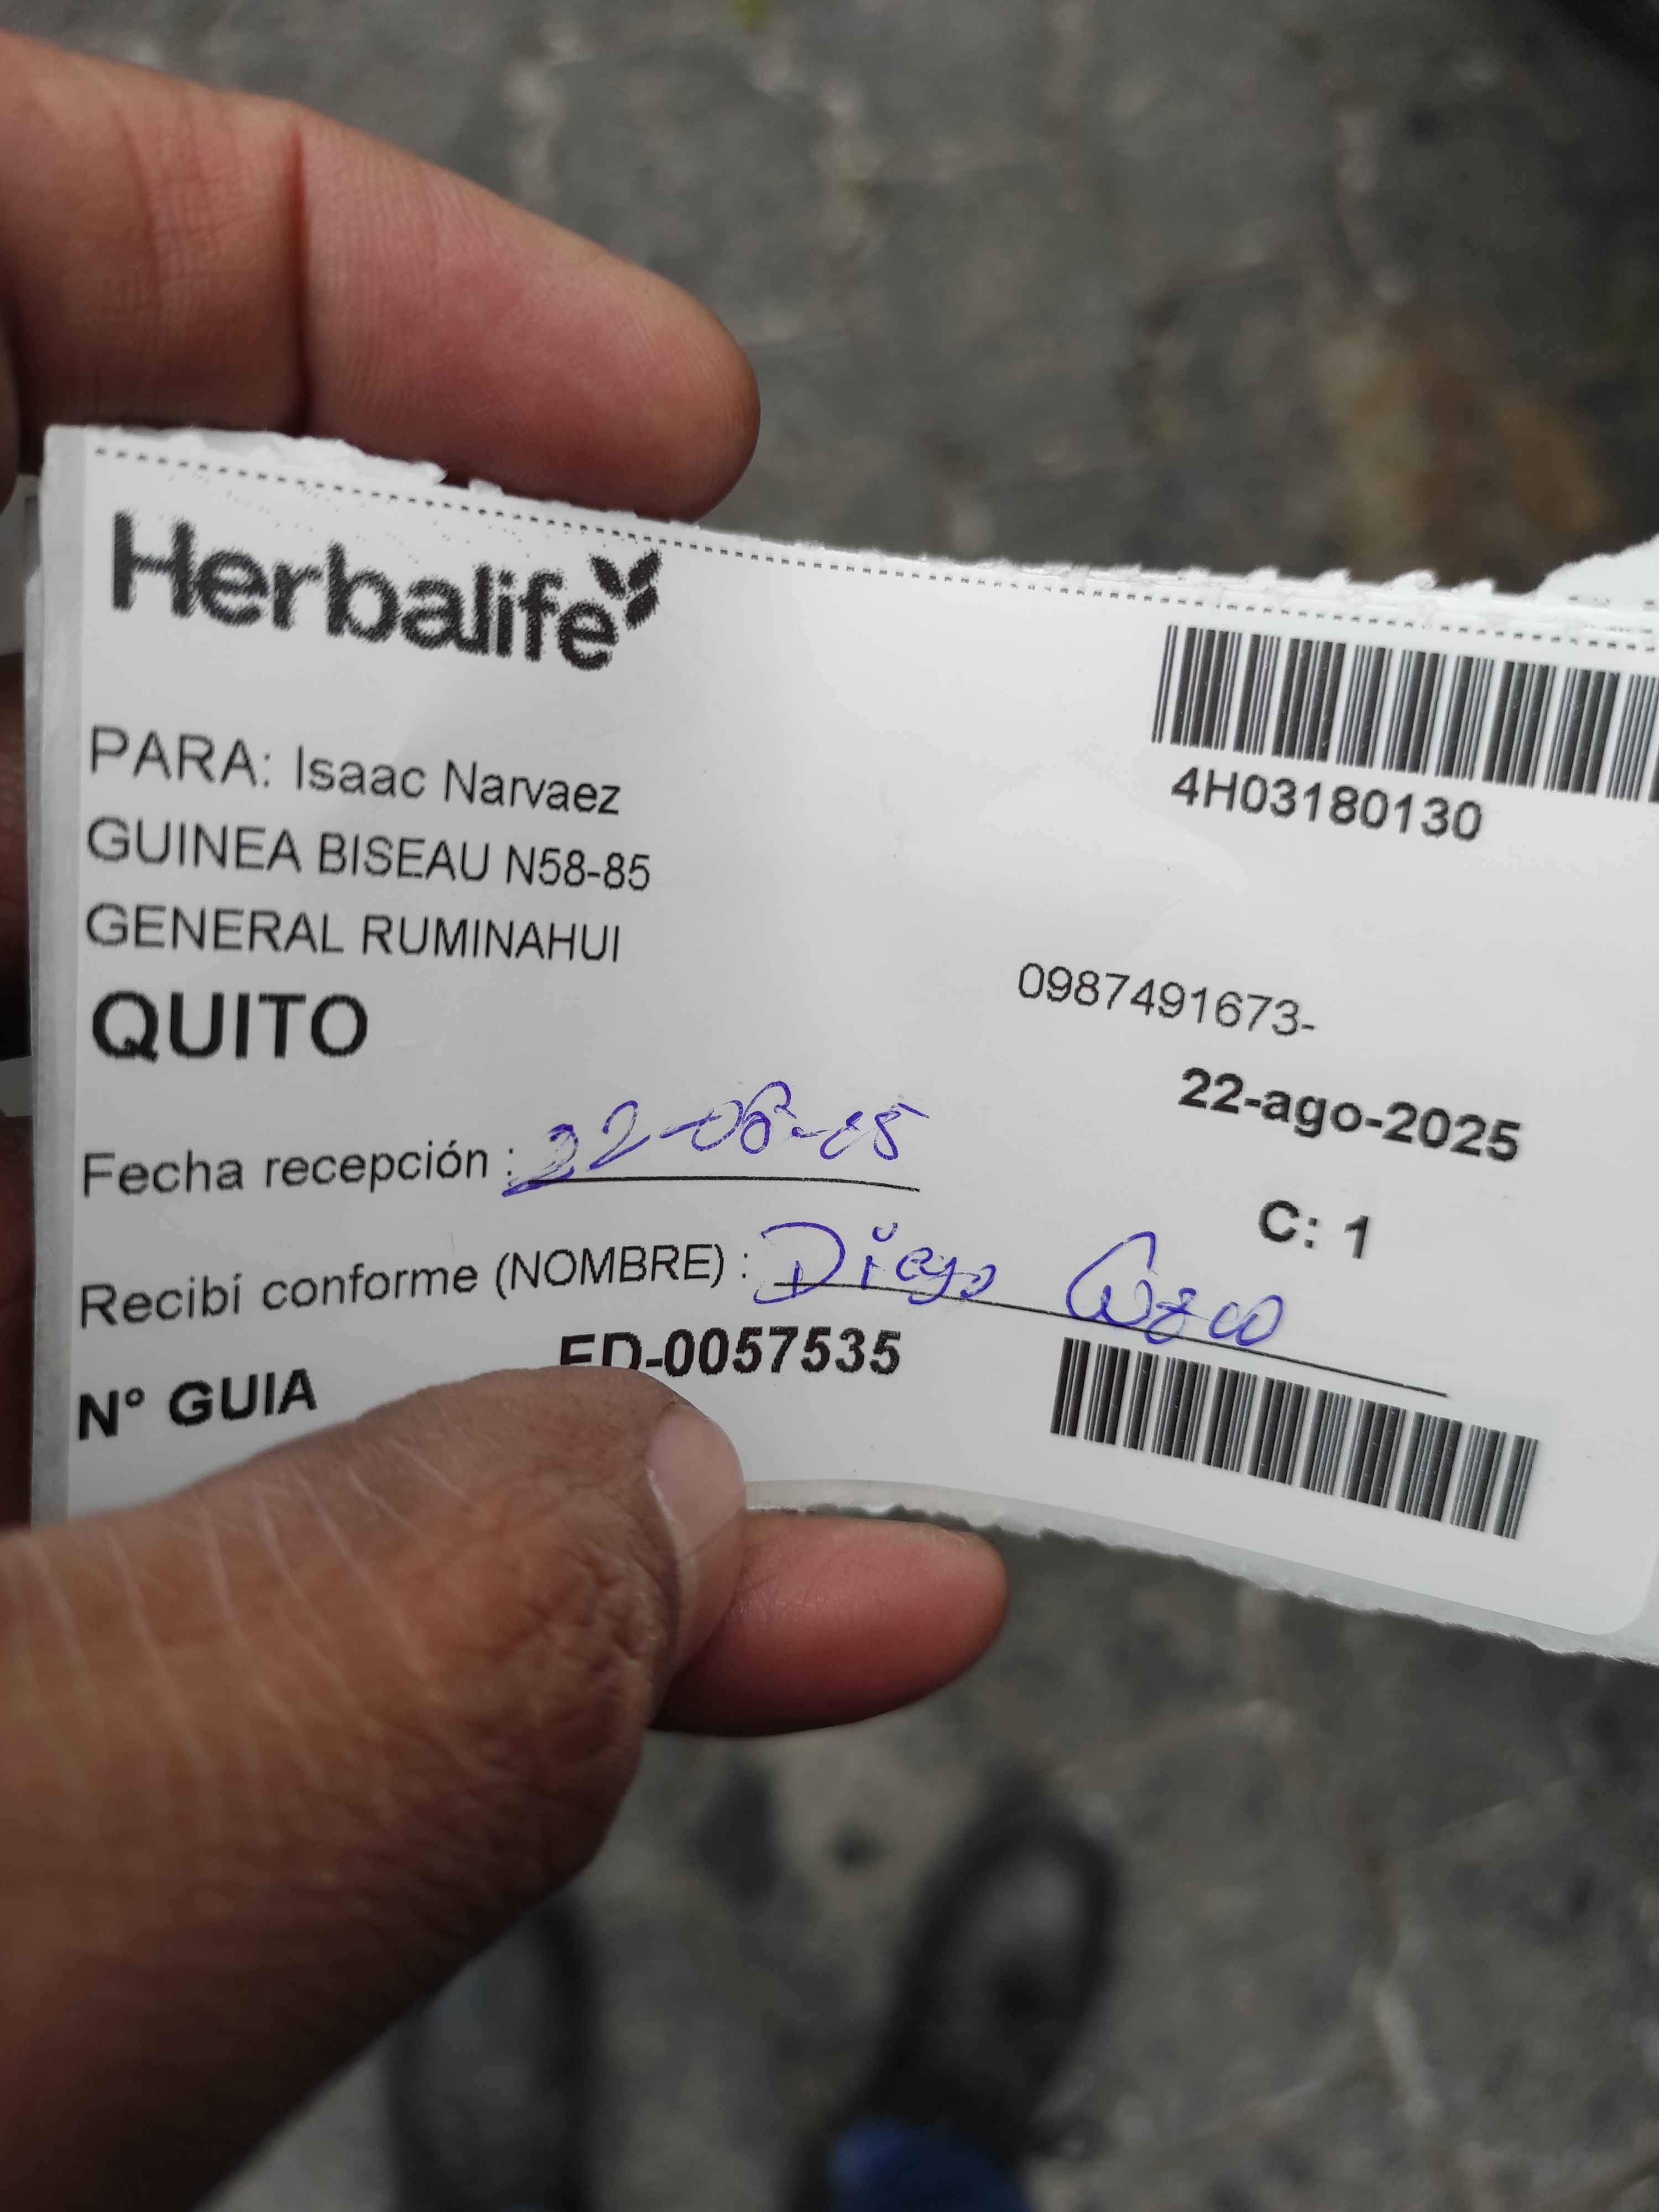 Herbalife
4H03180130
PARA: Isaac Narvaez
GUINEA BISEAU N58-85
GENERAL RUMINAHUI
QUITO
0987491673-
22-ago-2025
Fecha recepción : 22-08-25
C: 1
Recibí conforme (NOMBRE) : Diego
N° GUIA ED-0057535